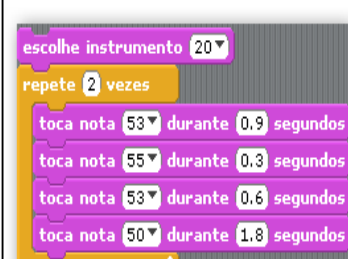 escolhe instrumento 20
repete 2 vezes
toca nota 53 durante 0.9 segundos
toca nota 55 durante 0.3 segundos
toca nota 53 durante 0.6 segundos
toca nota 50 durante 1.8 segundos